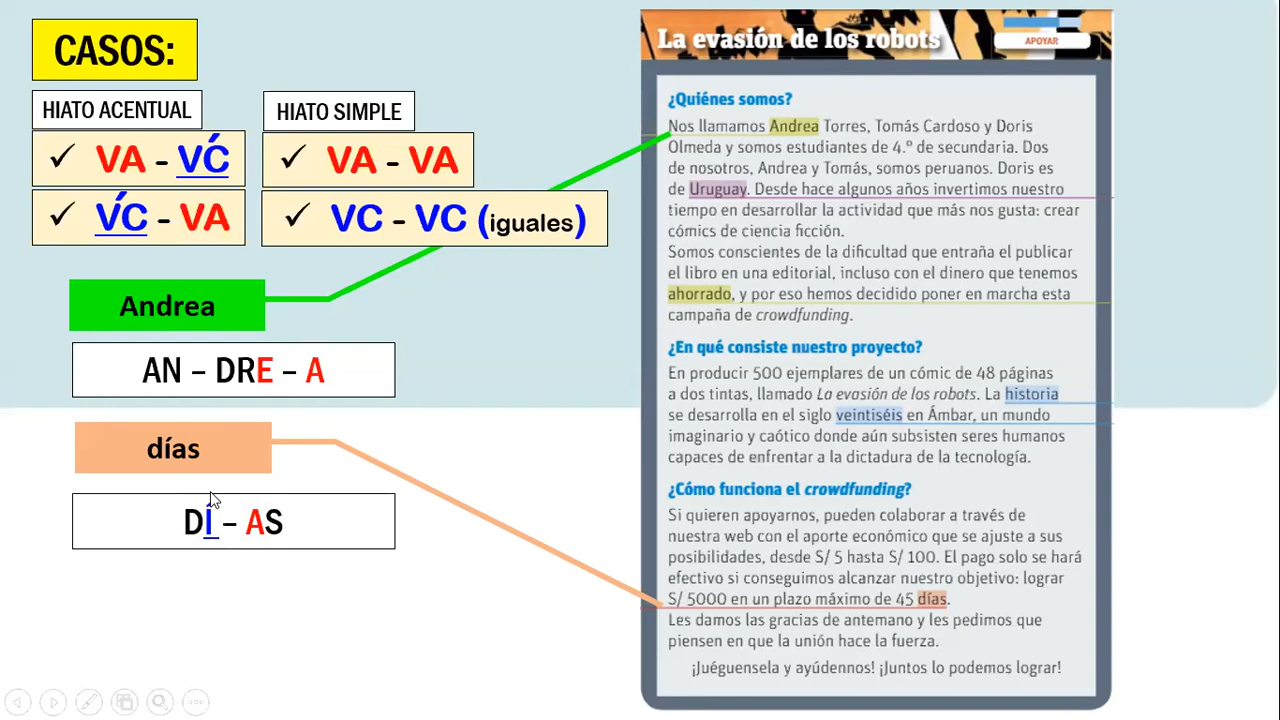 CASOS:
HIATO ACENTUAL
✓ VA - VĆ
✓ V́C - VA
HIATO SIMPLE
✓ VA - VA
✓ VC - VC (iguales)
Andrea
AN – DRE – A
días
DÍ – AS
La evasión de los robots
APOYAR
¿Quiénes somos?
Nos llamamos Andrea Torres, Tomás Cardoso y Doris
Olmeda y somos estudiantes de 4.º de secundaria. Dos
de nosotros, Andrea y Tomás, somos peruanos. Doris es
de Uruguay. Desde hace algunos años invertimos nuestro
tiempo en desarrollar la actividad que más nos gusta: crear
cómics de ciencia ficción.
Somos conscientes de la dificultad que entraña el publicar
el libro en una editorial, incluso con el dinero que tenemos
ahorrado, y por eso hemos decidido poner en marcha esta
campaña de crowdfunding.
¿En qué consiste nuestro proyecto?
En producir 500 ejemplares de un cómic de 48 páginas
a dos tintas, llamado La evasión de los robots. La historia
se desarrolla en el siglo veintiséis en Ámbar, un mundo
imaginario y caótico donde aún subsisten seres humanos
capaces de enfrentar a la dictadura de la tecnología.
¿Cómo funciona el crowdfunding?
Si quieren apoyarnos, pueden colaborar a través de
nuestra web con el aporte económico que se ajuste a sus
posibilidades, desde S/ 5 hasta S/ 100. El pago solo se hará
efectivo si conseguimos alcanzar nuestro objetivo: lograr
S/ 5000 en un plazo máximo de 45 días.
Les damos las gracias de antemano y les pedimos que
piensen en que la unión hace la fuerza.
¡Juéguensela y ayúdennos! ¡Juntos lo podemos lograr!